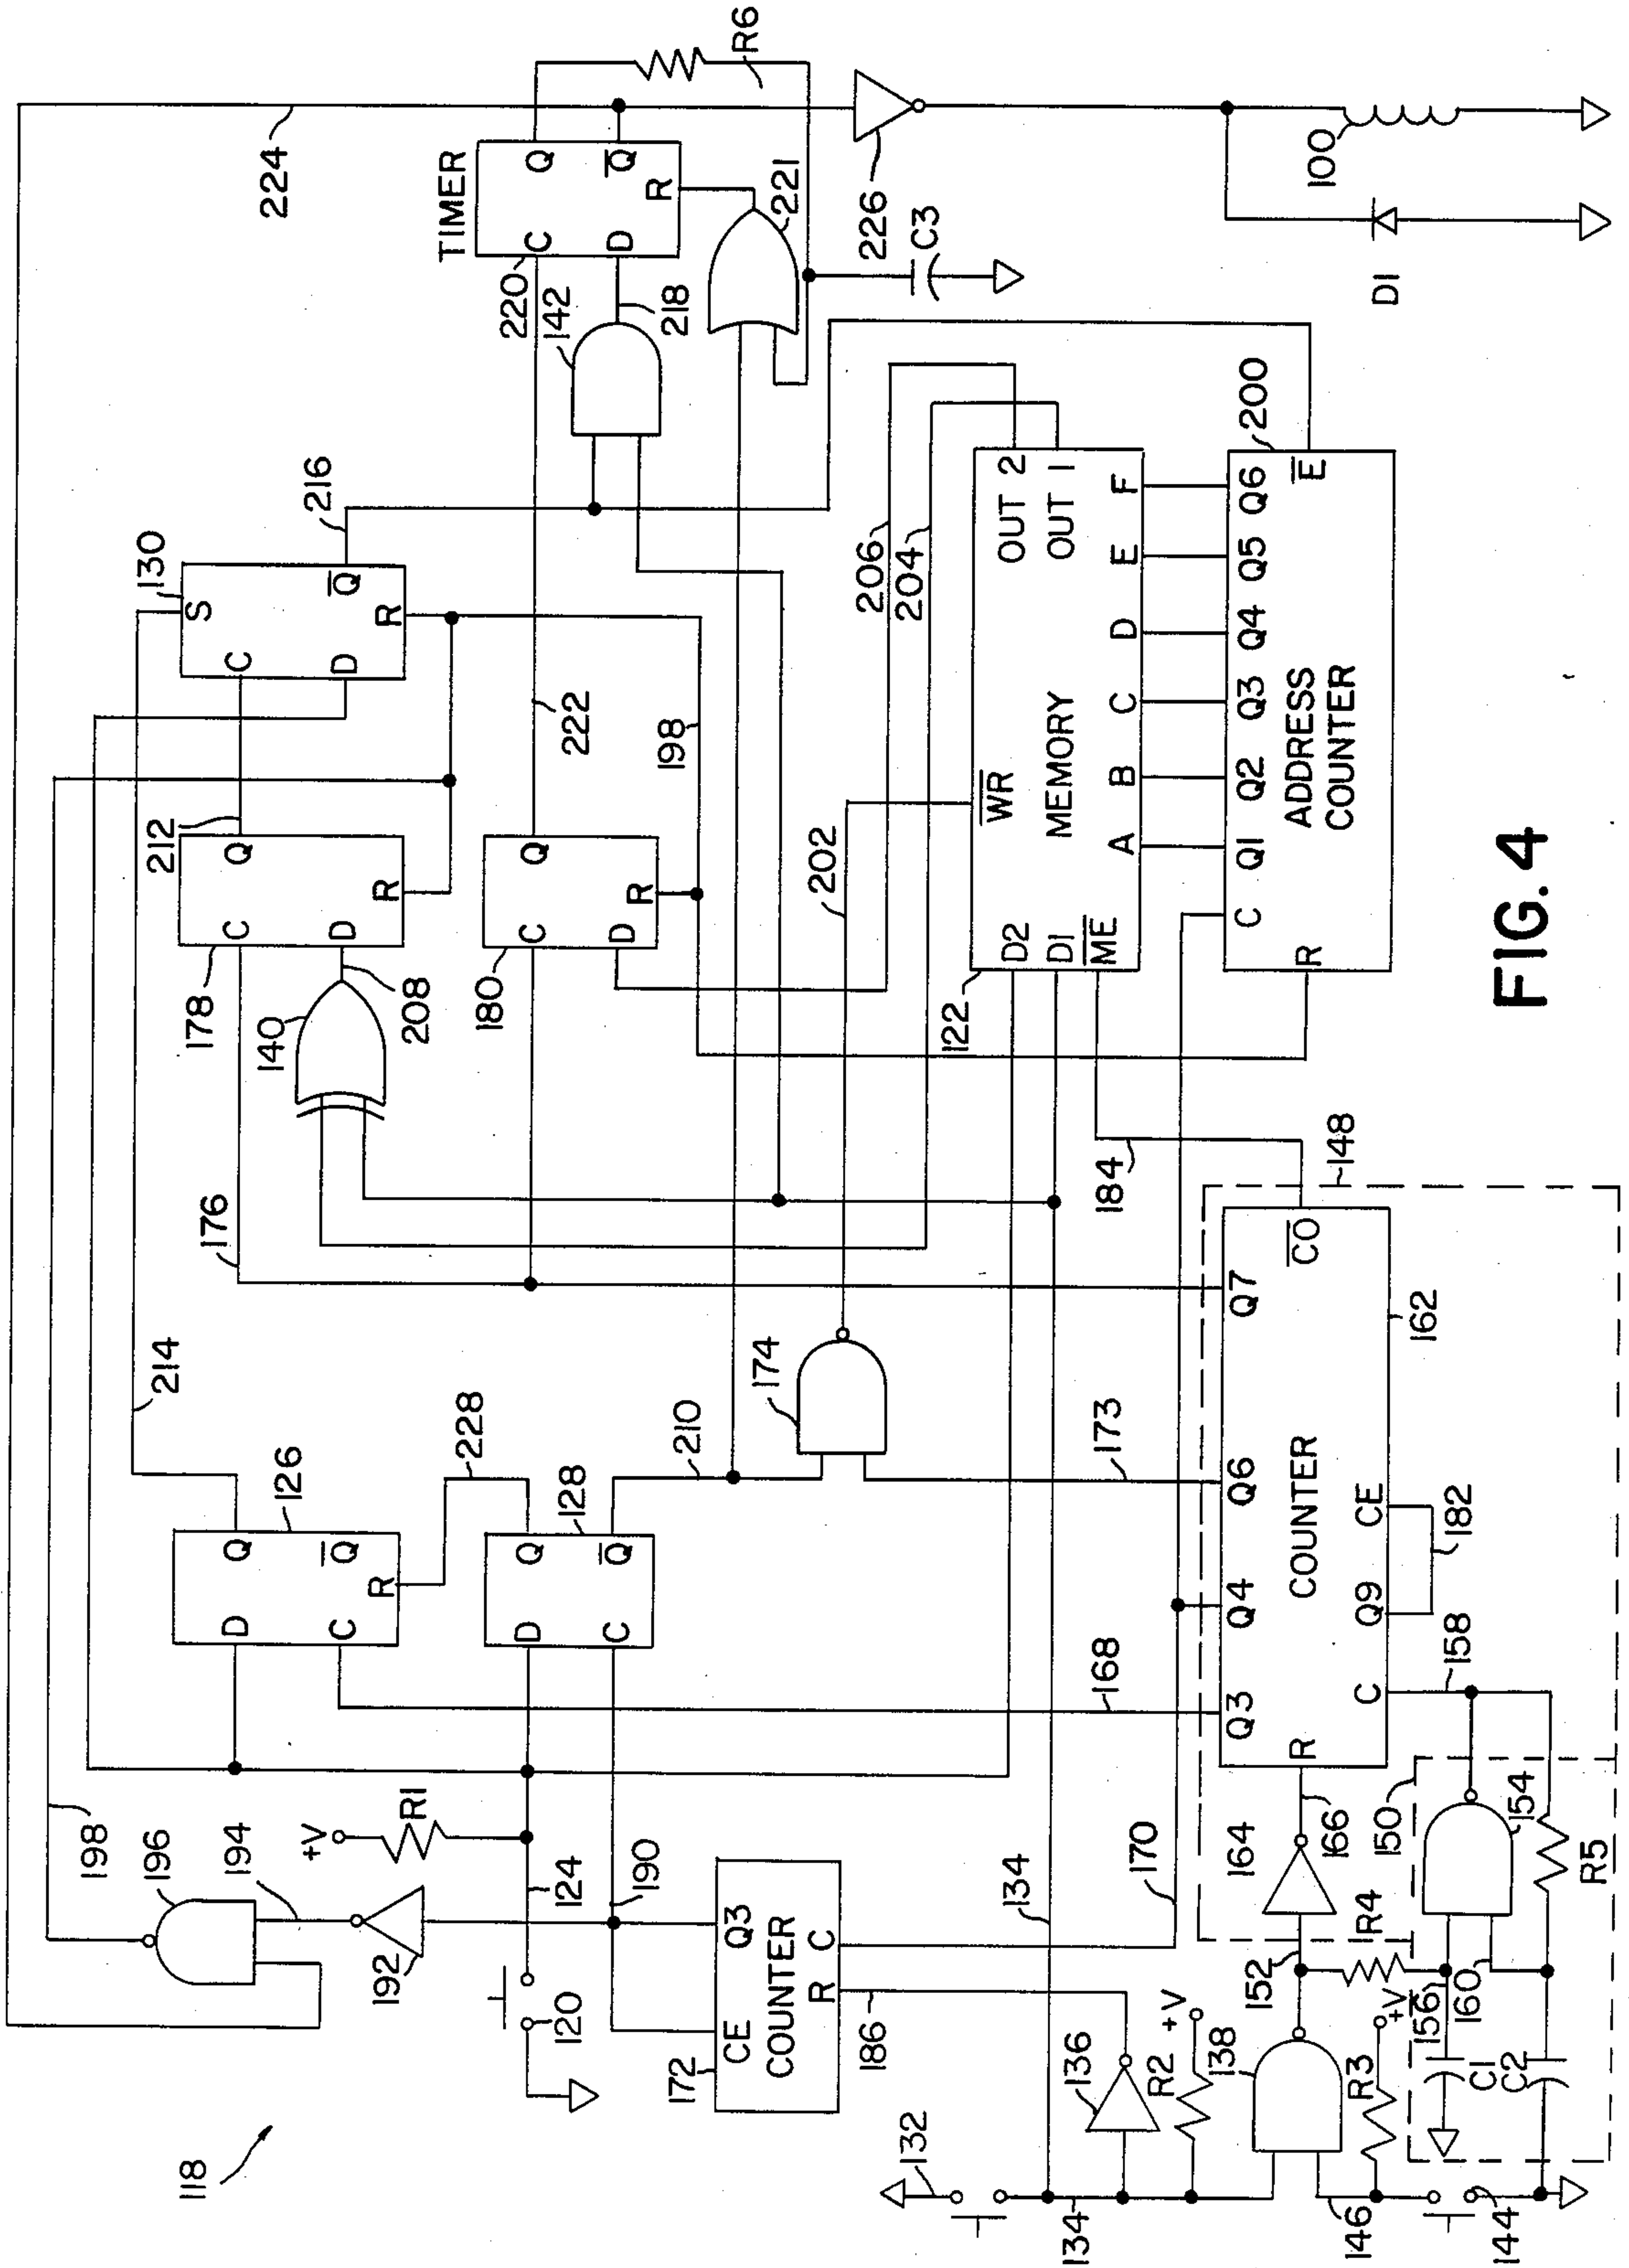 118
198
196
194
192
+V
R1
124
120
190
172
CE
Q3
COUNTER
R
C
186
132
134
136
R2
+V
138
146
R3
+V
144
152
R4
164
166
156
160
C1
C2
150
154
R5
158
134
170
168
214
126
D
Q
C
Q
R
228
128
D
Q
C
Q
210
174
173
176
178
C
Q
D
R
140
208
212
180
C
Q
D
R
222
198
202
130
S
C
D
Q
R
216
224
TIMER
220
C
Q
D
Q
R
142
218
221
R6
226
C3
100
D1
206
204
122
D2
WR
OUT 2
D1
MEMORY
OUT 1
ME
A
B
C
D
E
F
184
200
C
Q1
Q2
Q3
Q4
Q5
Q6
R
ADDRESS
COUNTER
E
148
Q3
Q4
Q6
Q7
R
COUNTER
CO
C
Q9
CE
182
162
FIG. 4